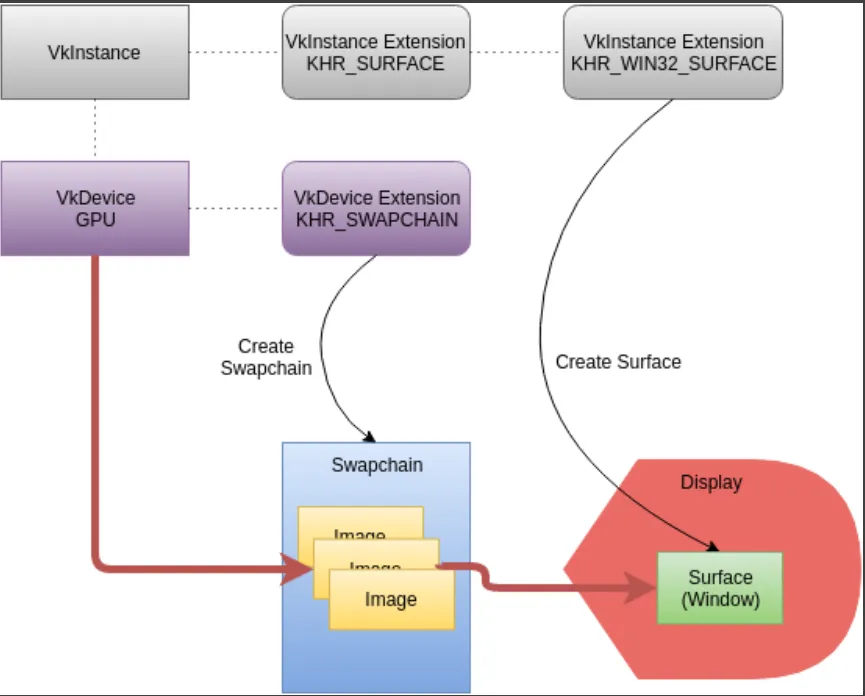 VkInstance
VkInstance Extension
KHR_SURFACE
VkInstance Extension
KHR_WIN32_SURFACE
VkDevice
GPU
VkDevice Extension
KHR_SWAPCHAIN
Create
Swapchain
Create Surface
Swapchain
Image
Image
Image
Display
Surface
(Window)